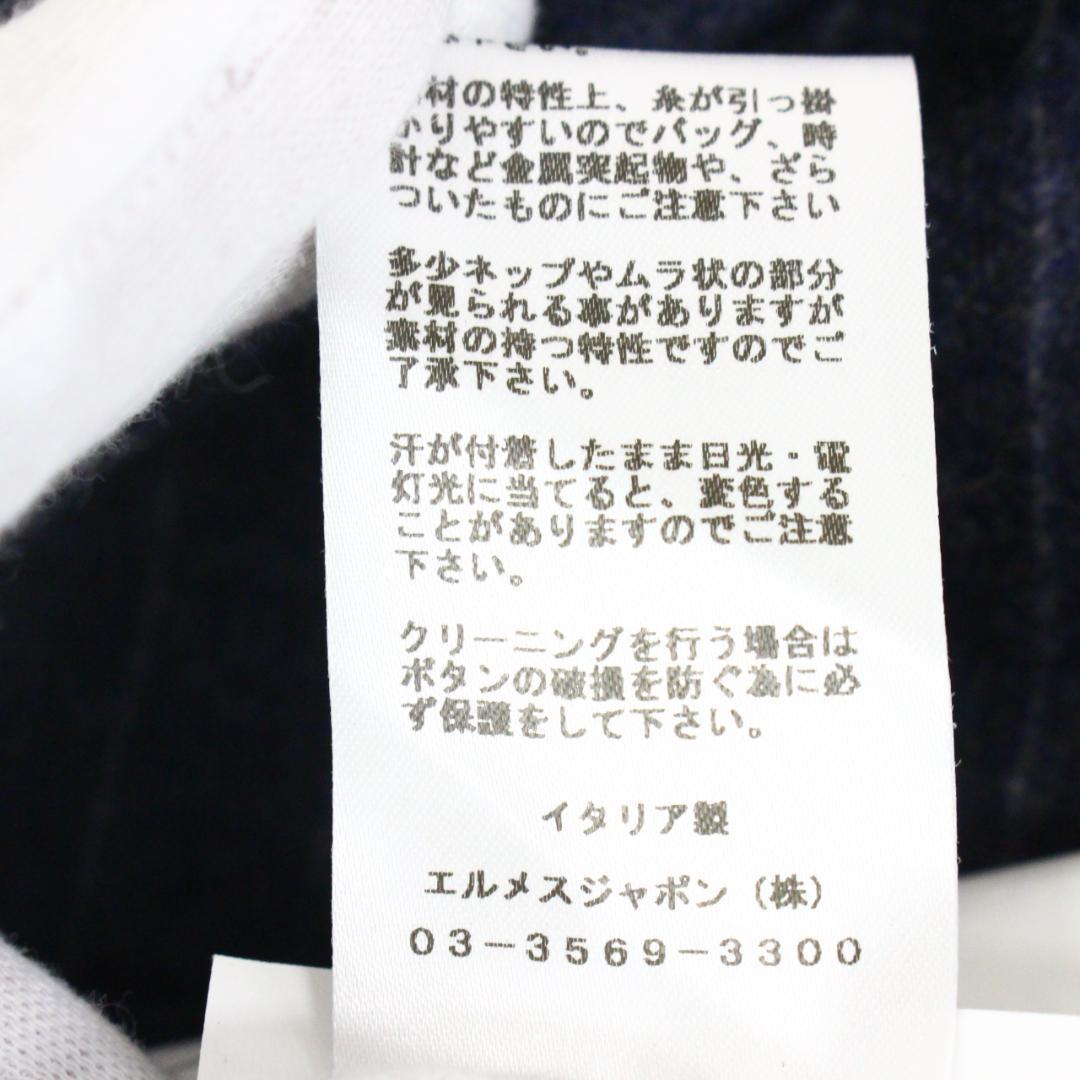 材の特性上、糸が引っ掛
かりやすいのでバッグ、時
計など金属突起物や、ざら
ついたものにご注意下さい
多少ネップやムラ状の部分
が見られる事がありますが
素材の持つ特性ですのでご
了承下さい。
汗が付着したまま日光・電
灯光に当てると、変色する
ことがありますのでご注意
下さい。
クリーニングを行う場合は
ボタンの破損を防ぐ為に必
ず保護をして下さい。
イタリア製
エルメスジャポン（株）
03－3569－3300